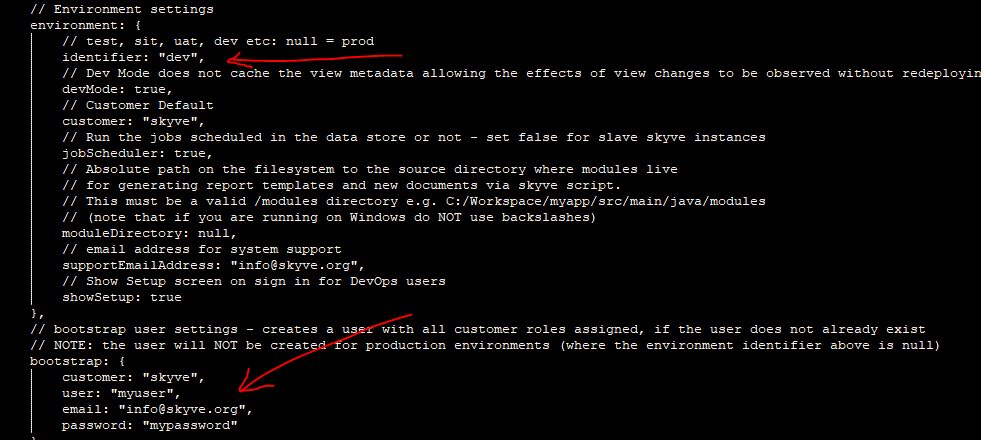 // Environment settings
environment: {
// test, sit, uat, dev etc: null = prod
identifier: "dev",
// Dev Mode does not cache the view metadata allowing the effects of view changes to be observed without redeployin
devMode: true,
// Customer Default
customer: "skyve",
// Run the jobs scheduled in the data store or not - set false for slave skyve instances
jobScheduler: true,
// Absolute path on the filesystem to the source directory where modules live
// for generating report templates and new documents via skyve script.
// This must be a valid /modules directory e.g. C:/Workspace/myapp/src/main/java/modules
// (note that if you are running on Windows do NOT use backslashes)
moduleDirectory: null,
// email address for system support
supportEmailAddress: "info@skyve.org",
// Show Setup screen on sign in for DevOps users
showSetup: true
},
// bootstrap user settings - creates a user with all customer roles assigned, if the user does not already exist
// NOTE: the user will NOT be created for production environments (where the environment identifier above is null)
bootstrap: {
customer: "skyve",
user: "myuser",
email: "info@skyve.org",
password: "mypassword"